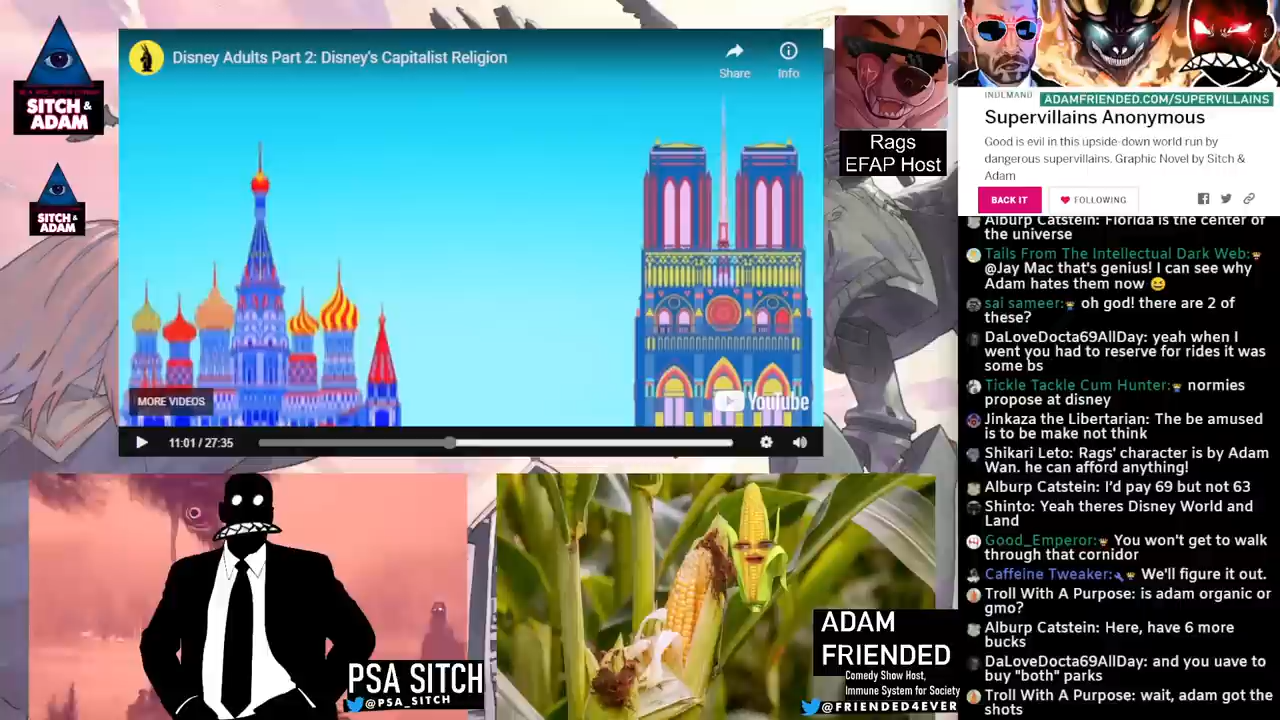 SITCH &
ADAM
SITCH &
ADAM
Disney Adults Part 2: Disney's Capitalist Religion
Share
Info
MORE VIDEOS
YouTube
11:01 / 27:35
Rags
EFAP Host
INDEMAND
ADAMFRIENDED.COM/SUPERVILLAINS
Supervillains Anonymous
Good is evil in this upside-down world run by
dangerous supervillains. Graphic Novel by Sitch &
Adam
BACK IT
FOLLOWING
Alburp Catstein: Florida is the center of
the universe
Tails From The Intellectual Dark Web:
@Jay Mac that's genius! I can see why
Adam hates them now 😆
sai sameer: oh god! there are 2 of
these?
DaLoveDocta69AllDay: yeah when I
went you had to reserve for rides it was
some bs
Tickle Tackle Cum Hunter: normies
propose at disney
Jinkaza the Libertarian: The be amused
is to be make not think
Shikari Leto: Rags' character is by Adam
Wan. he can afford anything!
Alburp Catstein: I'd pay 69 but not 63
Shinto: Yeah theres Disney World and
Land
Good_Emperor: You won't get to walk
through that cornidor
Caffeine Tweaker: We'll figure it out.
Troll With A Purpose: is adam organic or
gmo?
Alburp Catstein: Here, have 6 more
bucks
DaLoveDocta69AllDay: and you uave to
buy "both" parks
Troll With A Purpose: wait, adam got the
shots
PSA SITCH
@PSA_SITCH
ADAM
FRIENDED
Comedy Show Host,
Immune System for Society
@FRIENDED4EVER